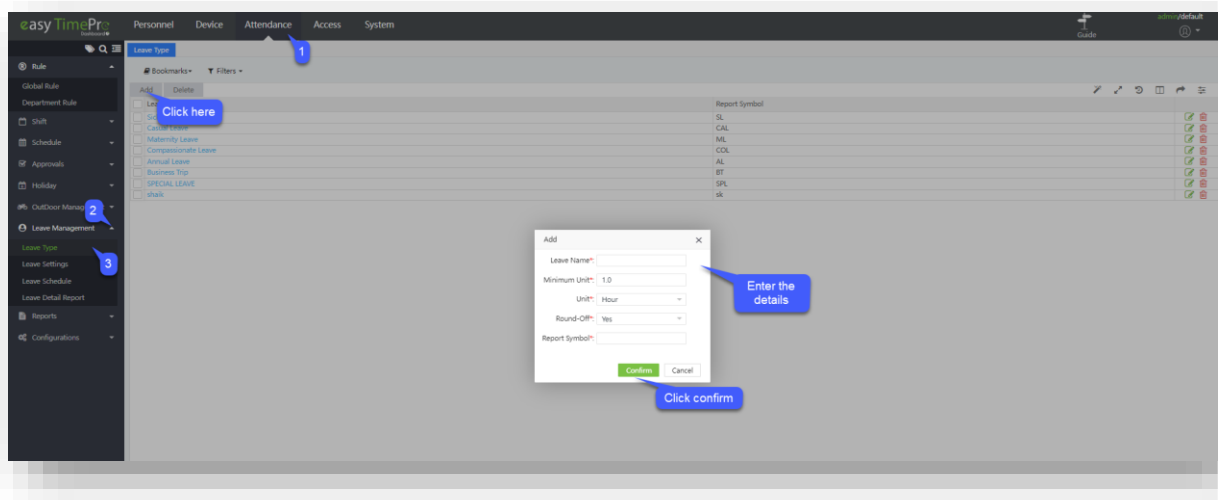 easy TimePro
Dashboard
Personnel Device Attendance Access System
Guide
admin/default
1
Leave Type
Rule
Bookmarks Filters
Global Rule
Department Rule
Add Delete
Click here
Report Symbol
Shift
SL
Casual Leave CAL
Schedule
Maternity Leave ML
Compassionate Leave COL
Approvals
Annual Leave AL
Business Trip BT
Holiday
SPECIAL LEAVE SPL
shaik sk
OutDoor Manag
2
Leave Management
Leave Type
3
Leave Settings
Leave Schedule
Leave Detail Report
Reports
Configurations
Add
Leave Name*:
Minimum Unit*: 1.0
Unit*: Hour
Round-Off*: Yes
Report Symbol*:
Confirm Cancel
Enter the
details
Click confirm